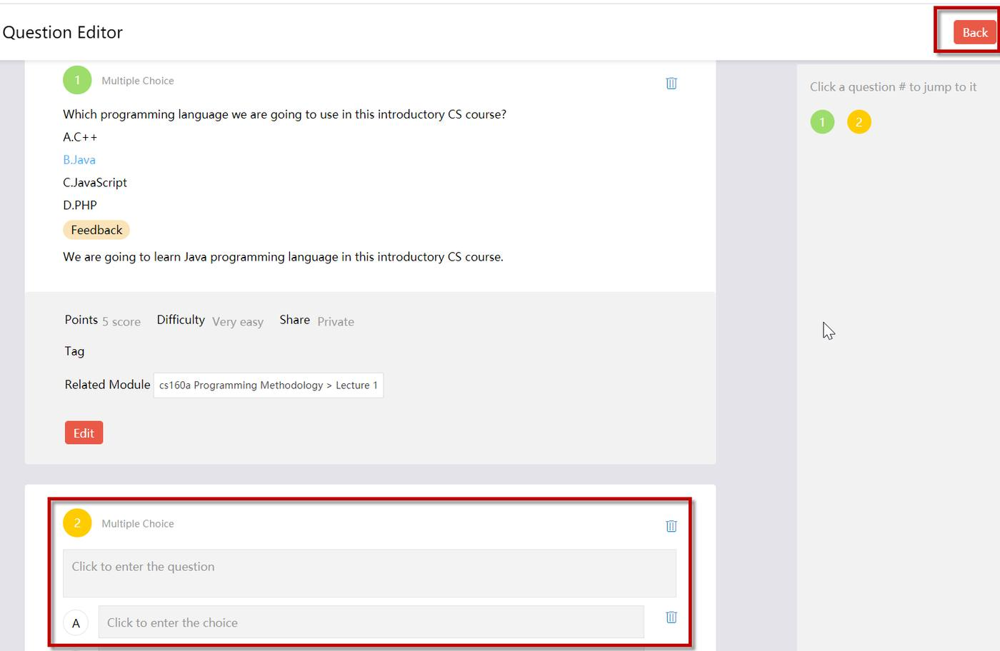 Question Editor
Back
1 Multiple Choice
Which programming language we are going to use in this introductory CS course?
A.C++
B.Java
C.JavaScript
D.PHP
Feedback
We are going to learn Java programming language in this introductory CS course.
Points 5 score Difficulty Very easy Share Private
Tag
Related Module cs160a Programming Methodology > Lecture 1
Edit
2 Multiple Choice
Click to enter the question
A Click to enter the choice
Click a question # to jump to it
1 2